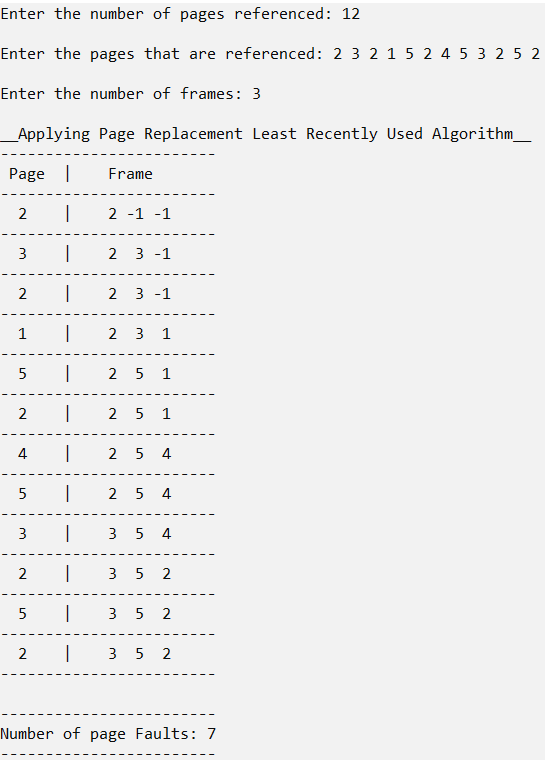 Enter the number of pages referenced: 12
Enter the pages that are referenced: 2 3 2 1 5 2 4 5 3 2 5 2
Enter the number of frames: 3
__Applying Page Replacement Least Recently Used Algorithm__
------------------------
 Page  |    Frame
------------------------
  2    |    2 -1 -1
------------------------
  3    |    2  3 -1
------------------------
  2    |    2  3 -1
------------------------
  1    |    2  3  1
------------------------
  5    |    2  5  1
------------------------
  2    |    2  5  1
------------------------
  4    |    2  5  4
------------------------
  5    |    2  5  4
------------------------
  3    |    3  5  4
------------------------
  2    |    3  5  2
------------------------
  5    |    3  5  2
------------------------
  2    |    3  5  2
------------------------
------------------------
Number of page Faults: 7
------------------------